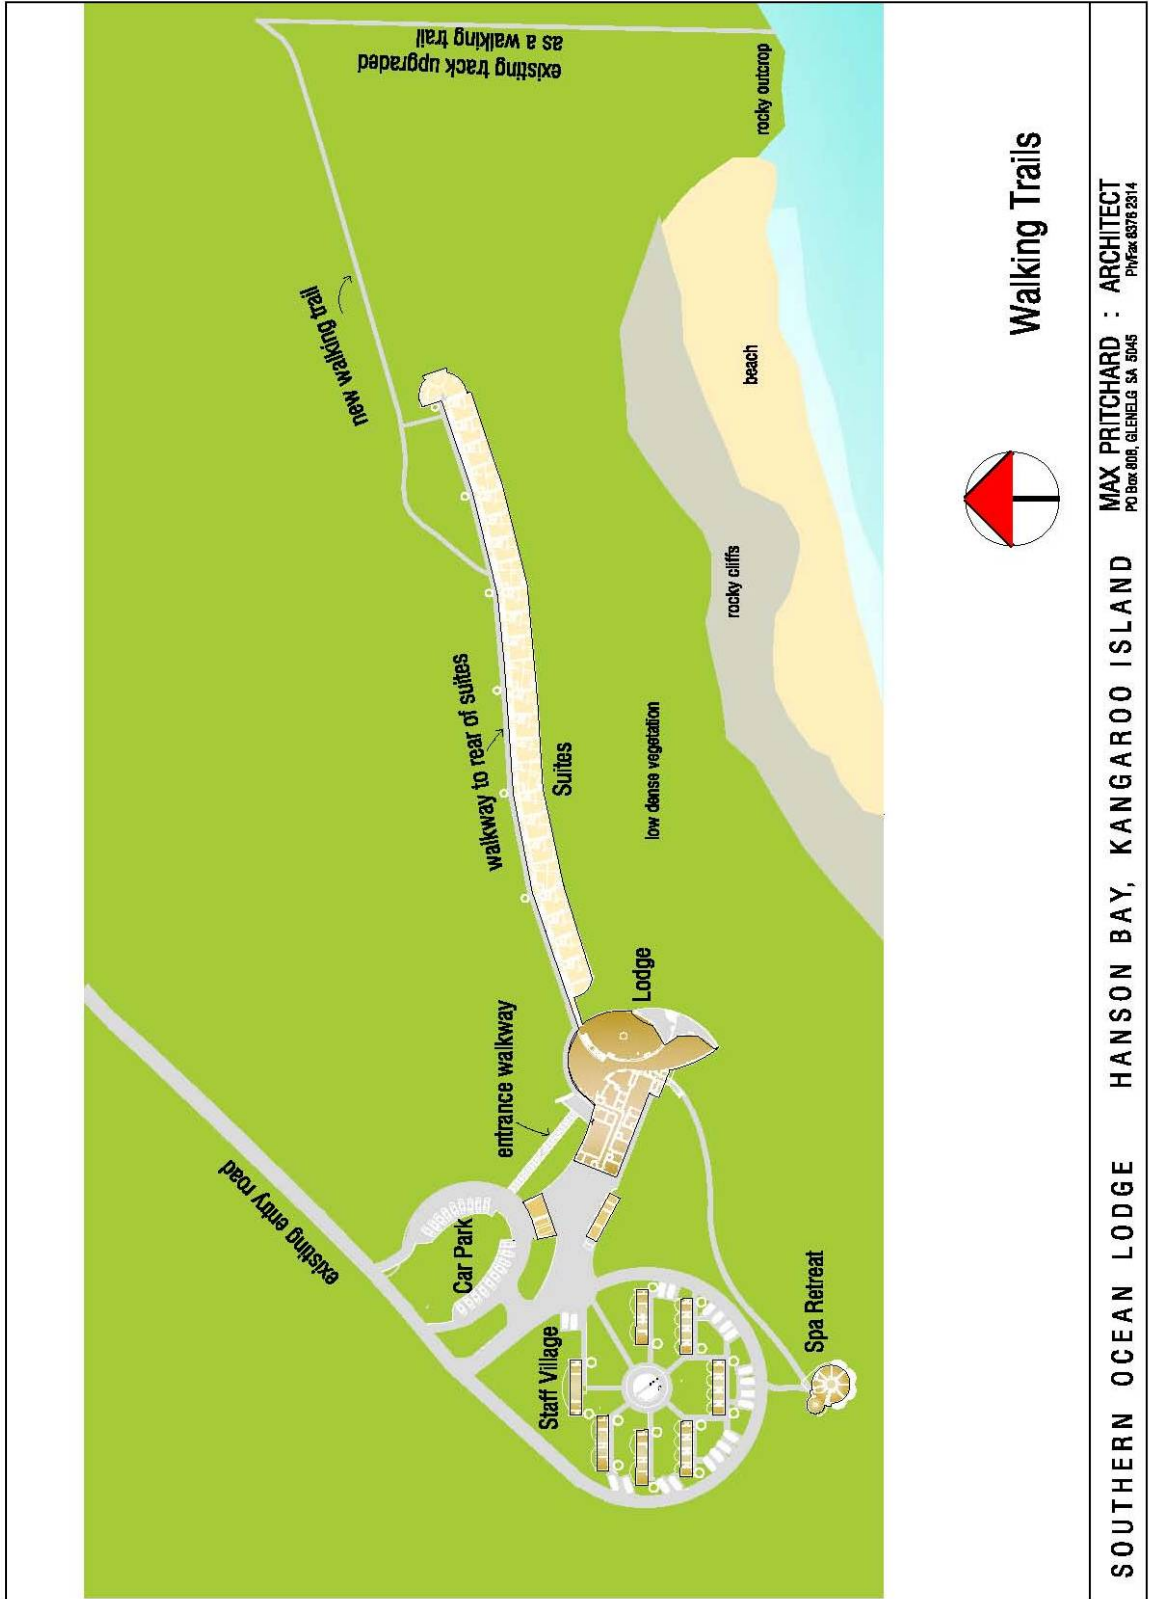 existing track upgraded
as a walking trail
rocky outcrop
new walking trail
beach
rocky cliffs
walkway to rear of suites
Suites
low dense vegetation
Lodge
entrance walkway
existing entry road
Car Park
Staff Village
Spa Retreat
Walking Trails
SOUTHERN OCEAN LODGE HANSON BAY, KANGAROO ISLAND
MAX PRITCHARD : ARCHITECT
PO Box 808, GLENELG SA 5045 Ph/Fax 8376 2314